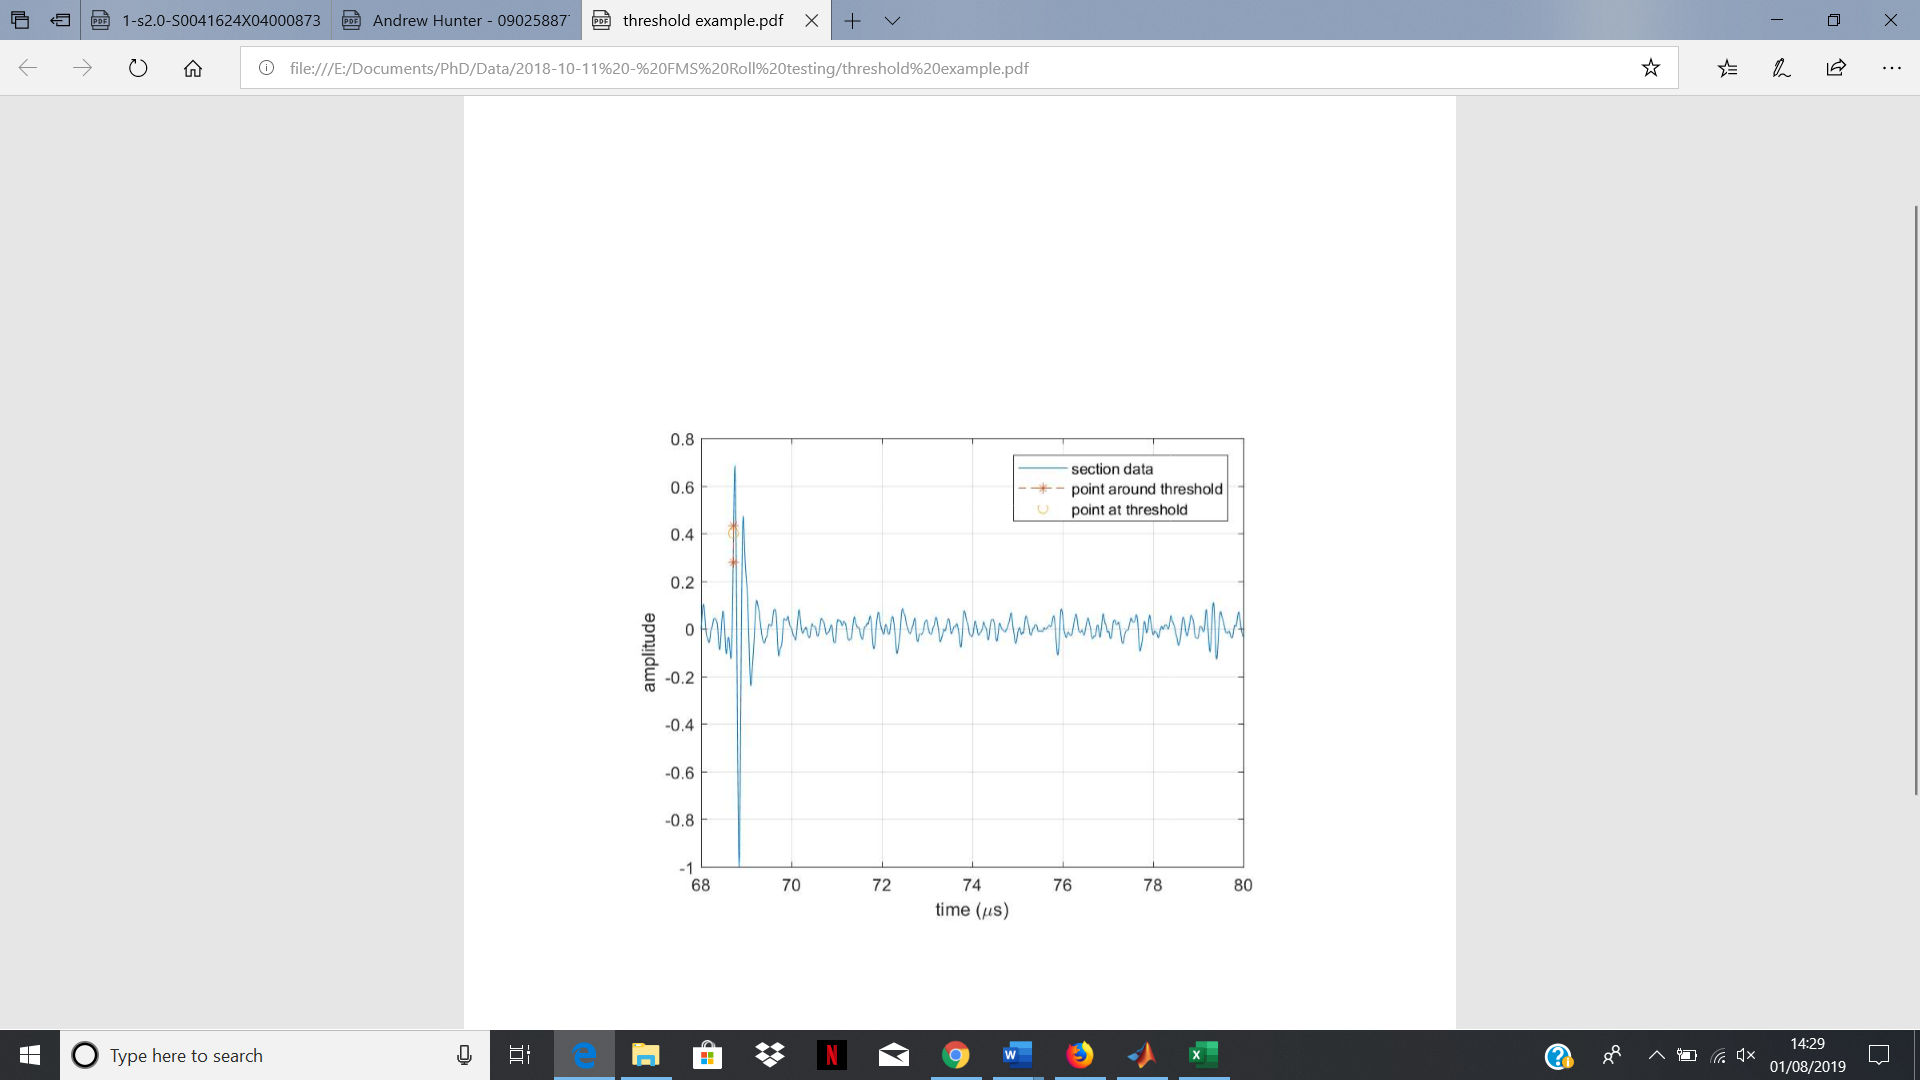 1-s2.0-S0041624X04000873
Andrew Hunter - 09025887
threshold example.pdf
file:///E:/Documents/PhD/Data/2018-10-11%20-%20FMS%20Roll%20testing/threshold%20example.pdf
0.8
0.6
0.4
0.2
0
-0.2
-0.4
-0.6
-0.8
-1
amplitude
section data
point around threshold
point at threshold
68 70 72 74 76 78 80
time (μs)
Type here to search
14:29
01/08/2019